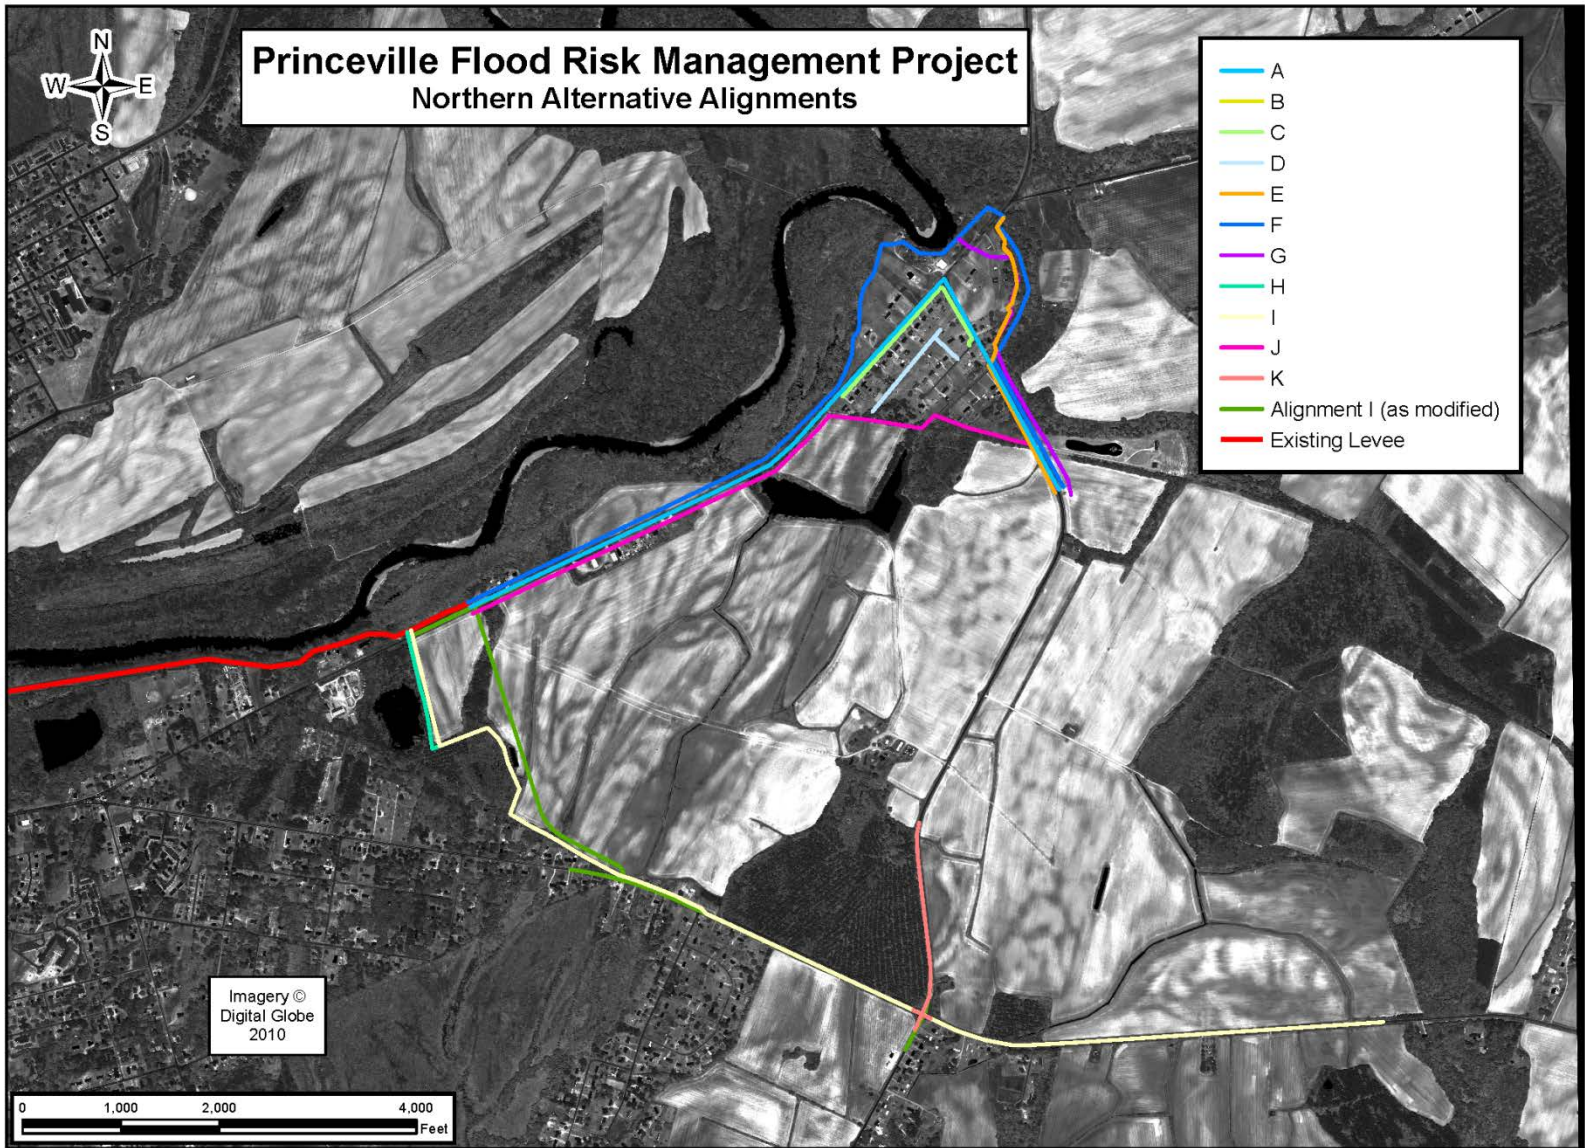 N
W E
S
Princeville Flood Risk Management Project
Northern Alternative Alignments
A
B
C
D
E
F
G
H
I
J
K
Alignment I (as modified)
Existing Levee
Imagery ©
Digital Globe
2010
0 1,000 2,000 4,000
Feet